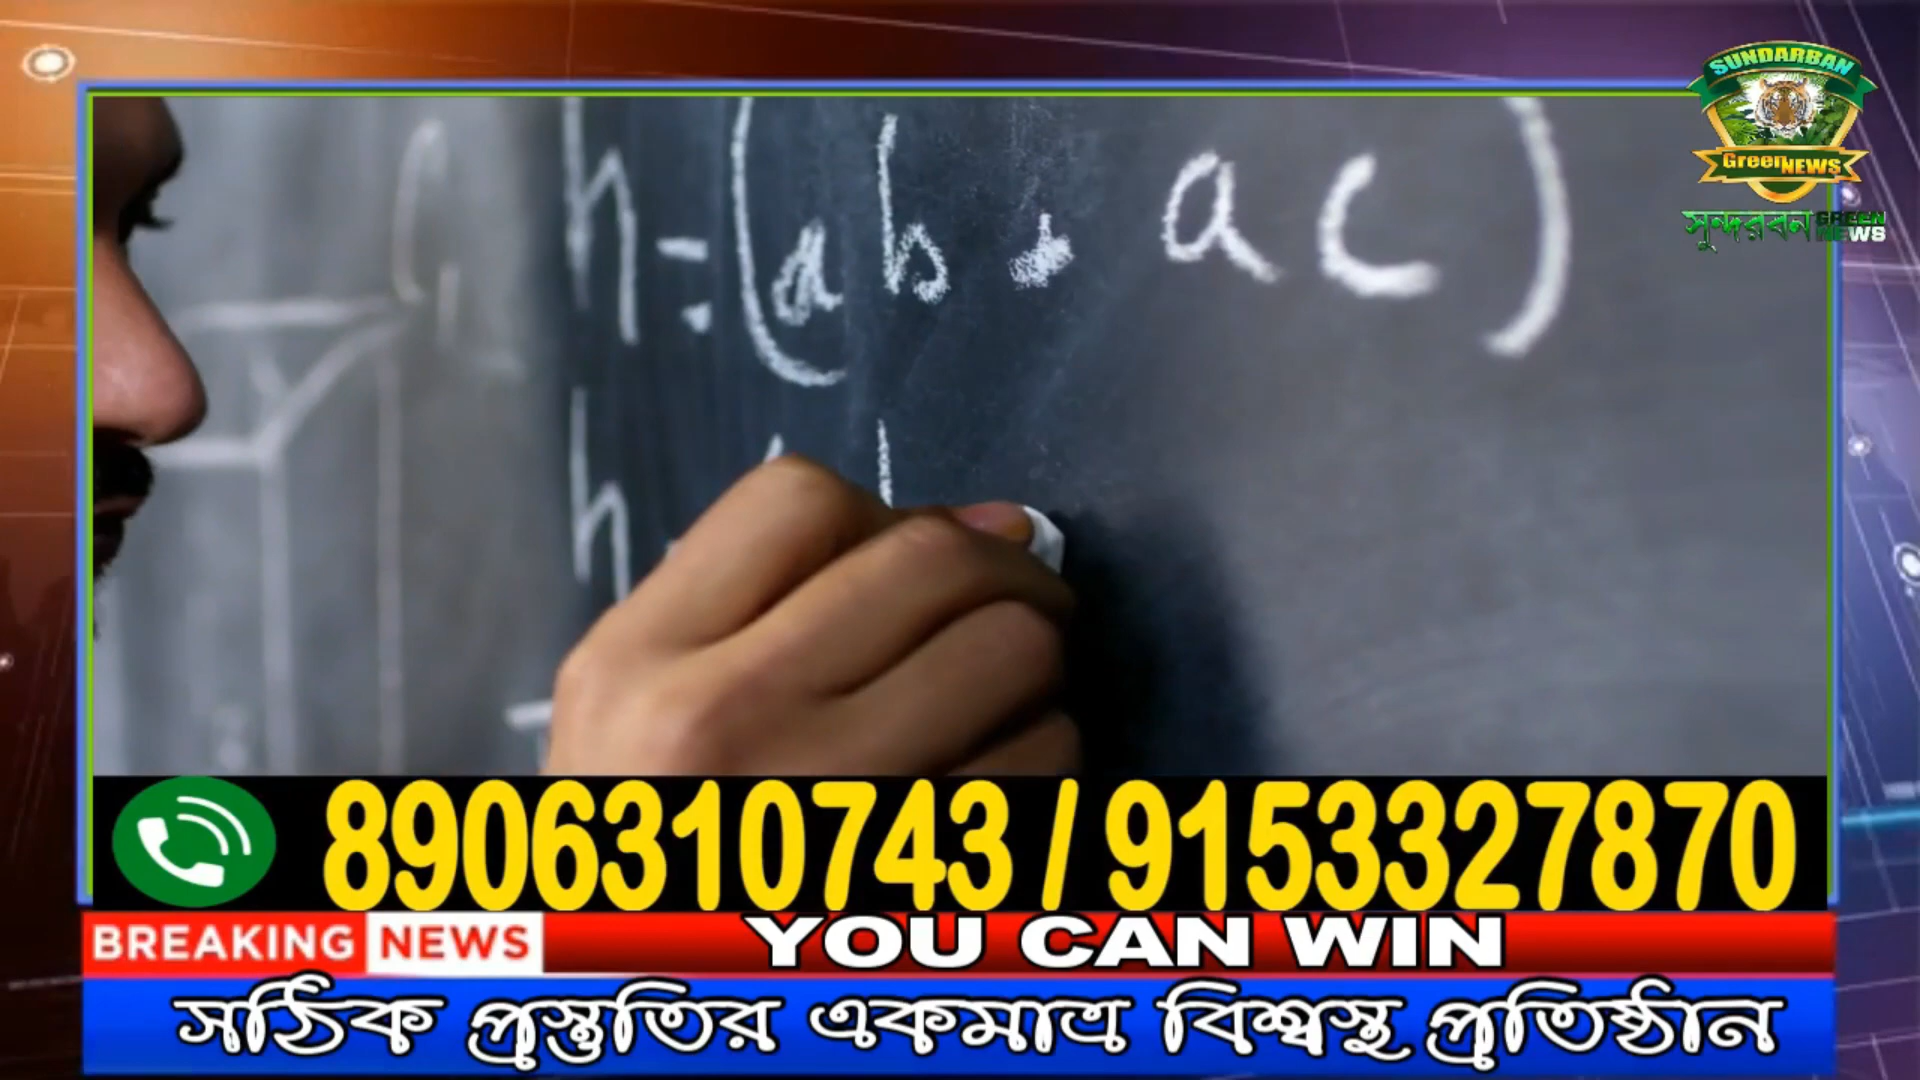 SUNDARBAN
Green NEWS
সুন্দরবন GREEN NEWS
h = (ab · ac)
h
8906310743 / 9153327870
BREAKING NEWS
YOU CAN WIN
সঠিক প্রস্তুতির একমাত্র বিশ্বস্থ প্রতিষ্ঠান